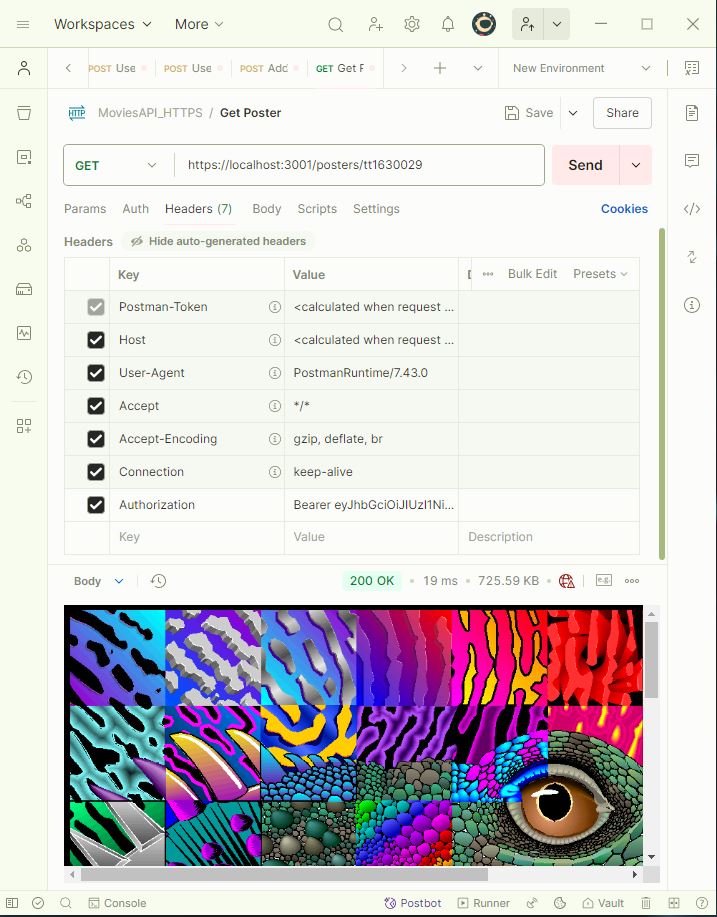 Workspaces More
POST Use POST Use POST Add GET Get F New Environment
HTTP MoviesAPI_HTTPS / Get Poster Save Share
GET https://localhost:3001/posters/tt1630029 Send
Params Auth Headers (7) Body Scripts Settings Cookies
Headers Hide auto-generated headers
Key Value D ••• Bulk Edit Presets
Postman-Token <calculated when request ...
Host <calculated when request ...
User-Agent PostmanRuntime/7.43.0
Accept */*
Accept-Encoding gzip, deflate, br
Connection keep-alive
Authorization Bearer eyJhbGciOiJIUzI1Ni...
Key Value Description
Body 200 OK • 19 ms • 725.59 KB • e.g. •••
Console Postbot Runner Vault